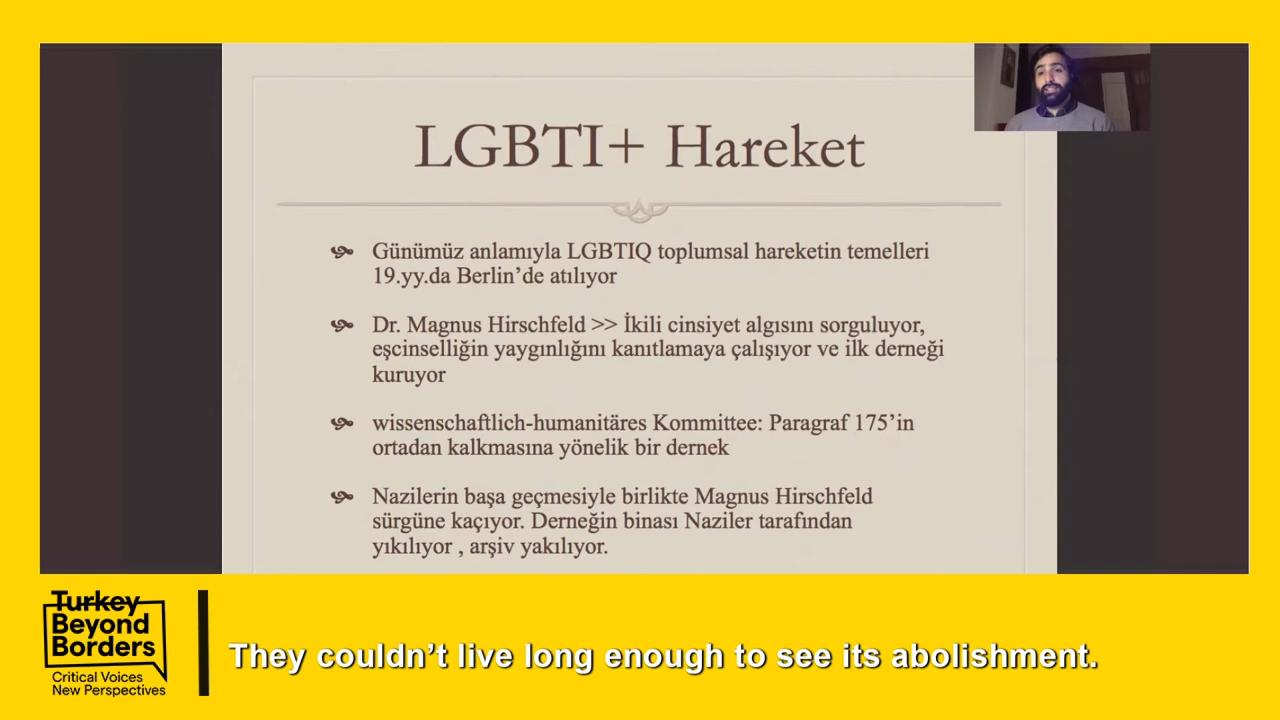 LGBTI+ Hareket
Günümüz anlamıyla LGBTIQ toplumsal hareketin temelleri
19.yy.da Berlin’de atılıyor
Dr. Magnus Hirschfeld >> İkili cinsiyet algısını sorguluyor,
eşcinselliğin yaygınlığını kanıtlamaya çalışıyor ve ilk derneği
kuruyor
wissenschaftlich-humanitäres Kommittee: Paragraf 175’in
ortadan kalkmasına yönelik bir dernek
Nazilerin başa geçmesiyle birlikte Magnus Hirschfeld
sürgüne kaçıyor. Derneğin binası Naziler tarafından
yıkılıyor , arşiv yakılıyor.
Turkey
Beyond
Borders
Critical Voices
New Perspectives
They couldn’t live long enough to see its abolishment.